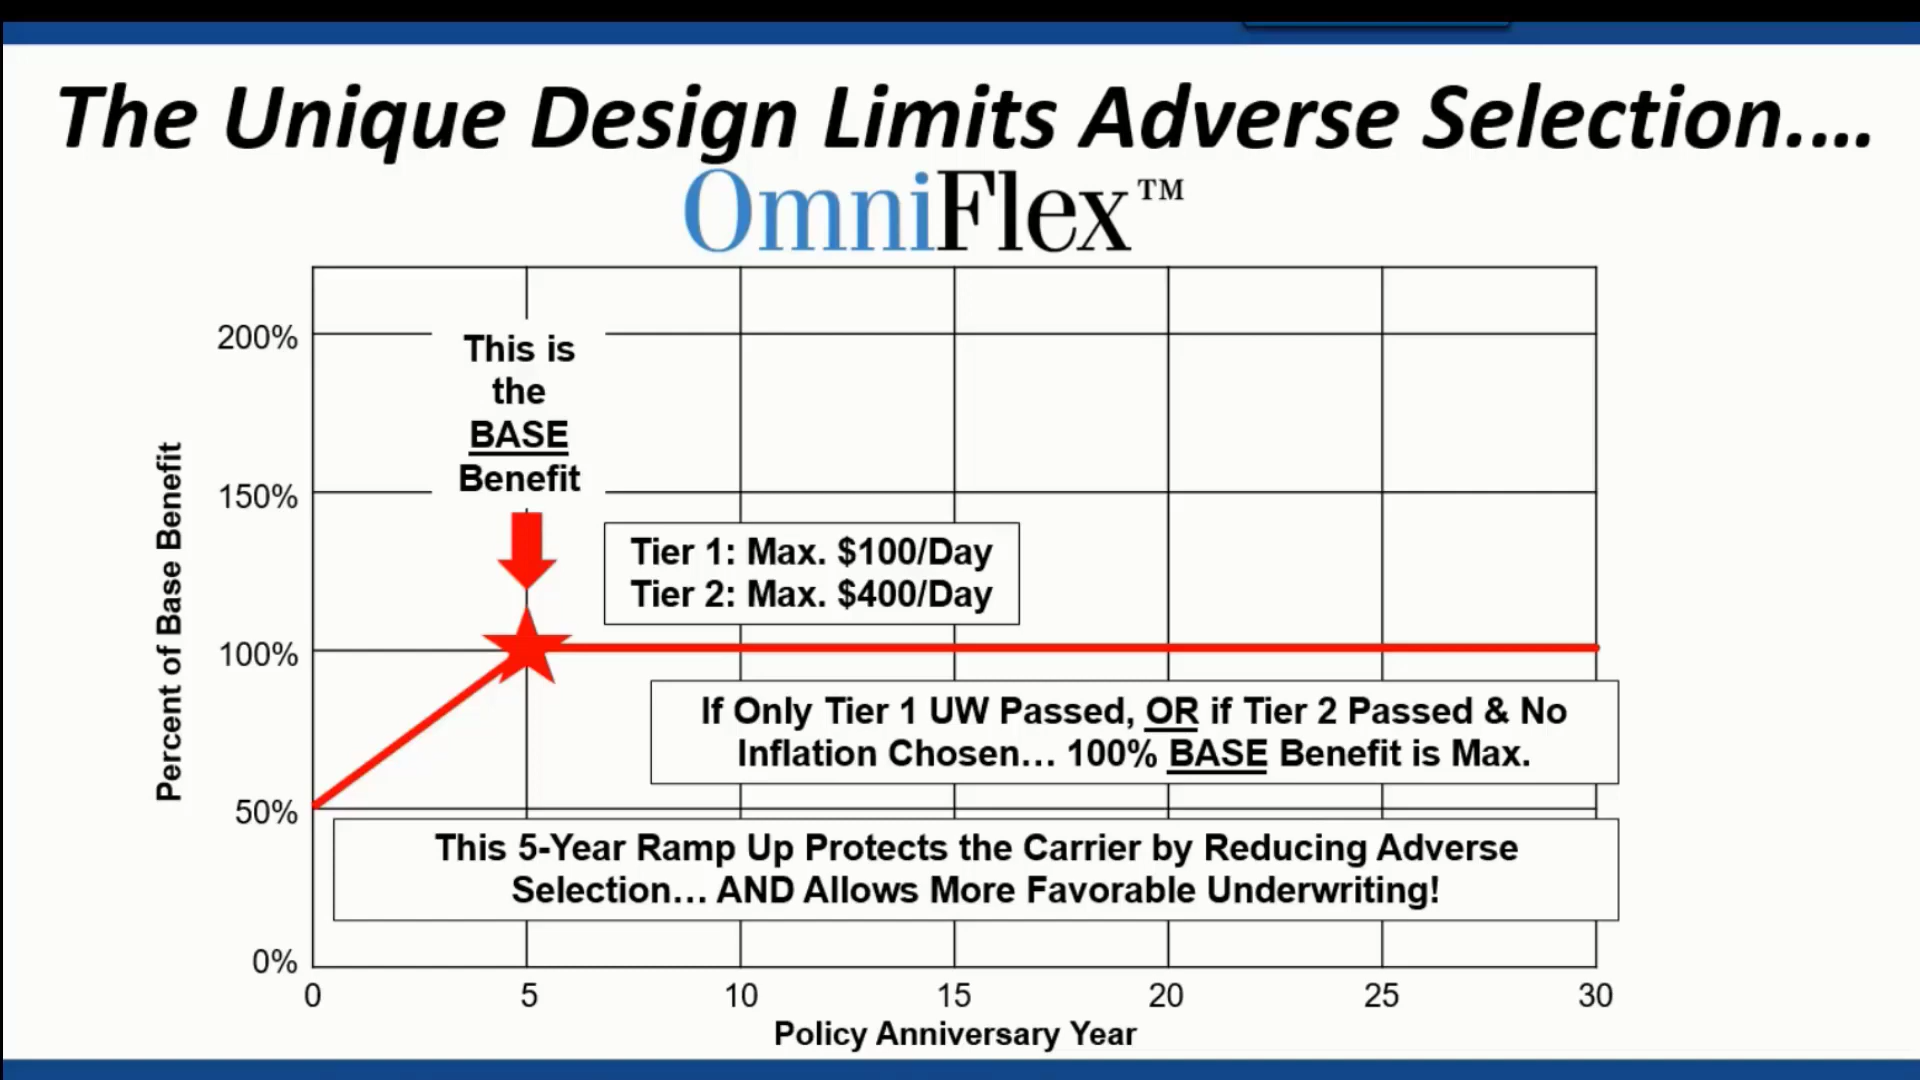 The Unique Design Limits Adverse Selection....
OmniFlex™
Percent of Base Benefit
200%
150%
100%
50%
0%
This is
the
BASE
Benefit
Tier 1: Max. $100/Day
Tier 2: Max. $400/Day
If Only Tier 1 UW Passed, OR if Tier 2 Passed & No
Inflation Chosen... 100% BASE Benefit is Max.
This 5-Year Ramp Up Protects the Carrier by Reducing Adverse
Selection... AND Allows More Favorable Underwriting!
0 5 10 15 20 25 30
Policy Anniversary Year